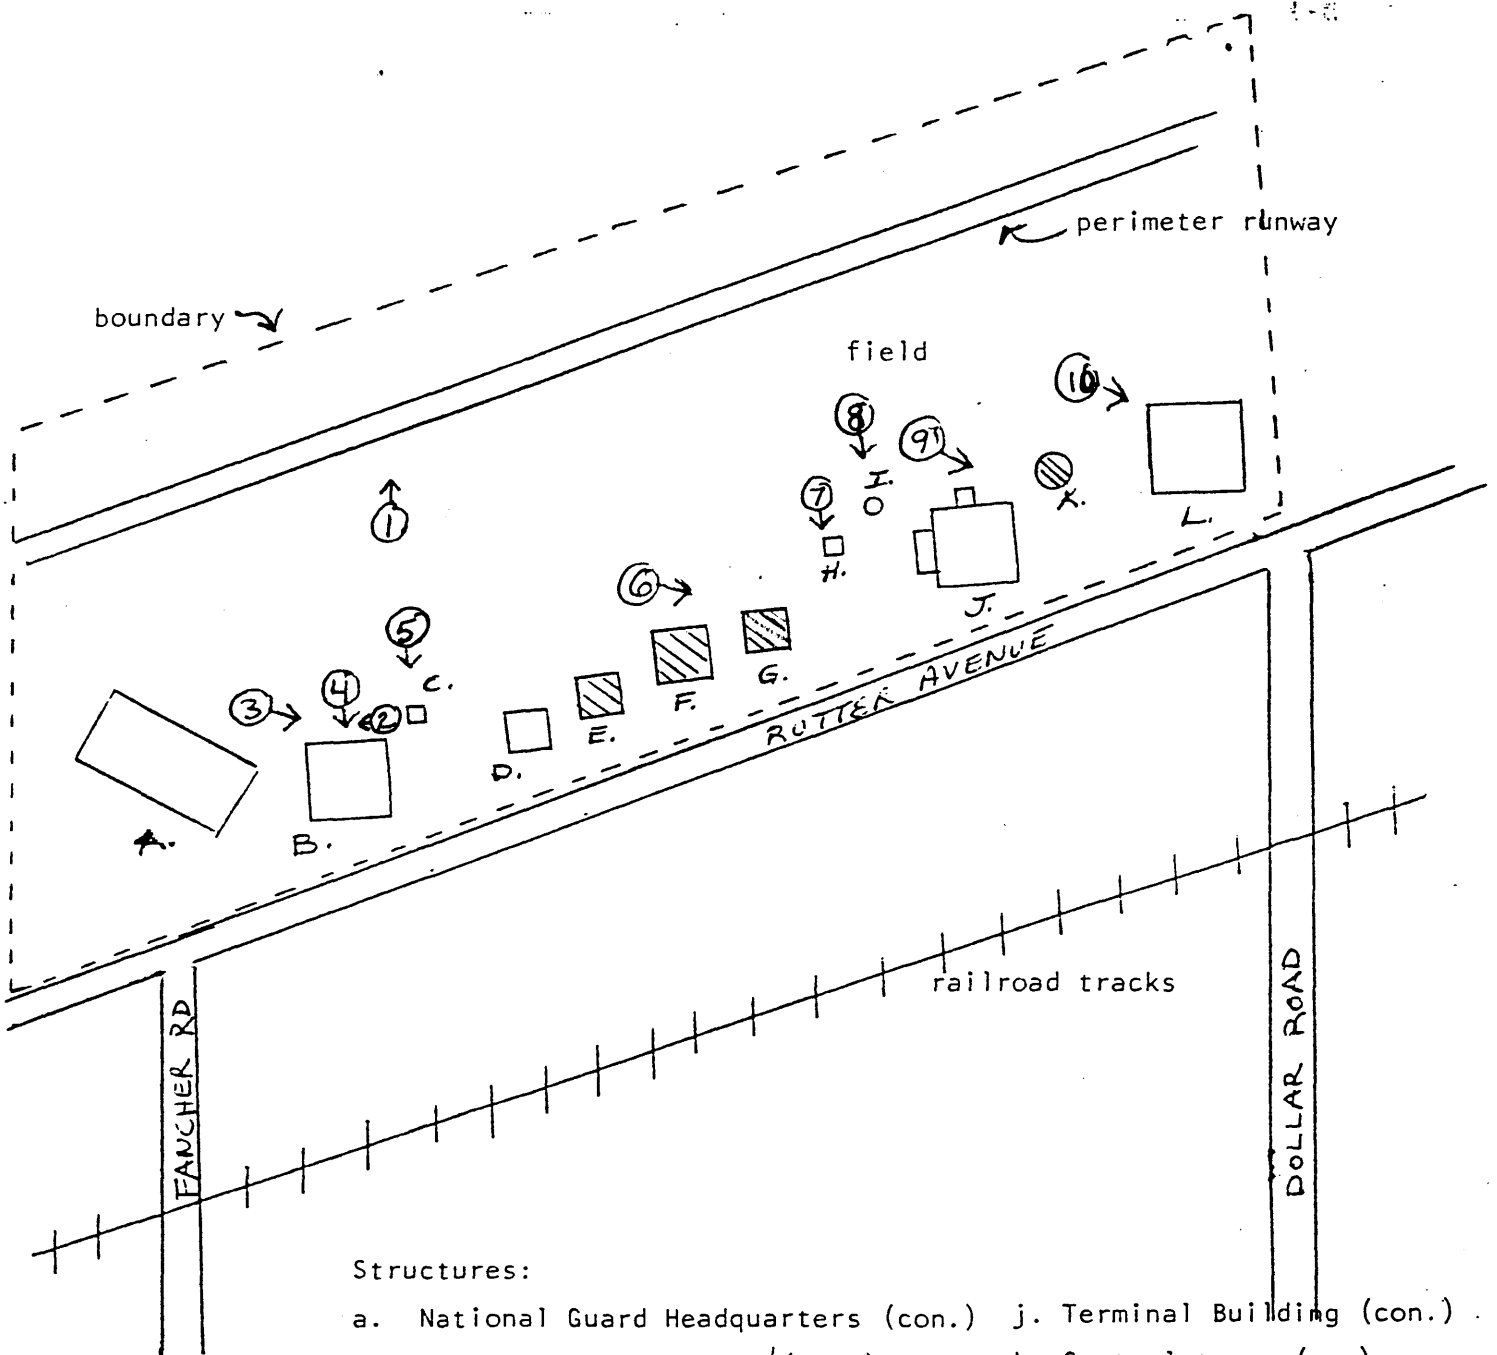 perimeter runway
boundary
field
10
8
9
I.
7
K.
1
L.
H.
6
J.
5
G.
C.
4
F.
3
2
E.
RUTTER AVENUE
D.
A.
B.
railroad tracks
FANCHER RD
DOLLAR ROAD
Structures:
a. National Guard Headquarters (con.) j. Terminal Building (con.)